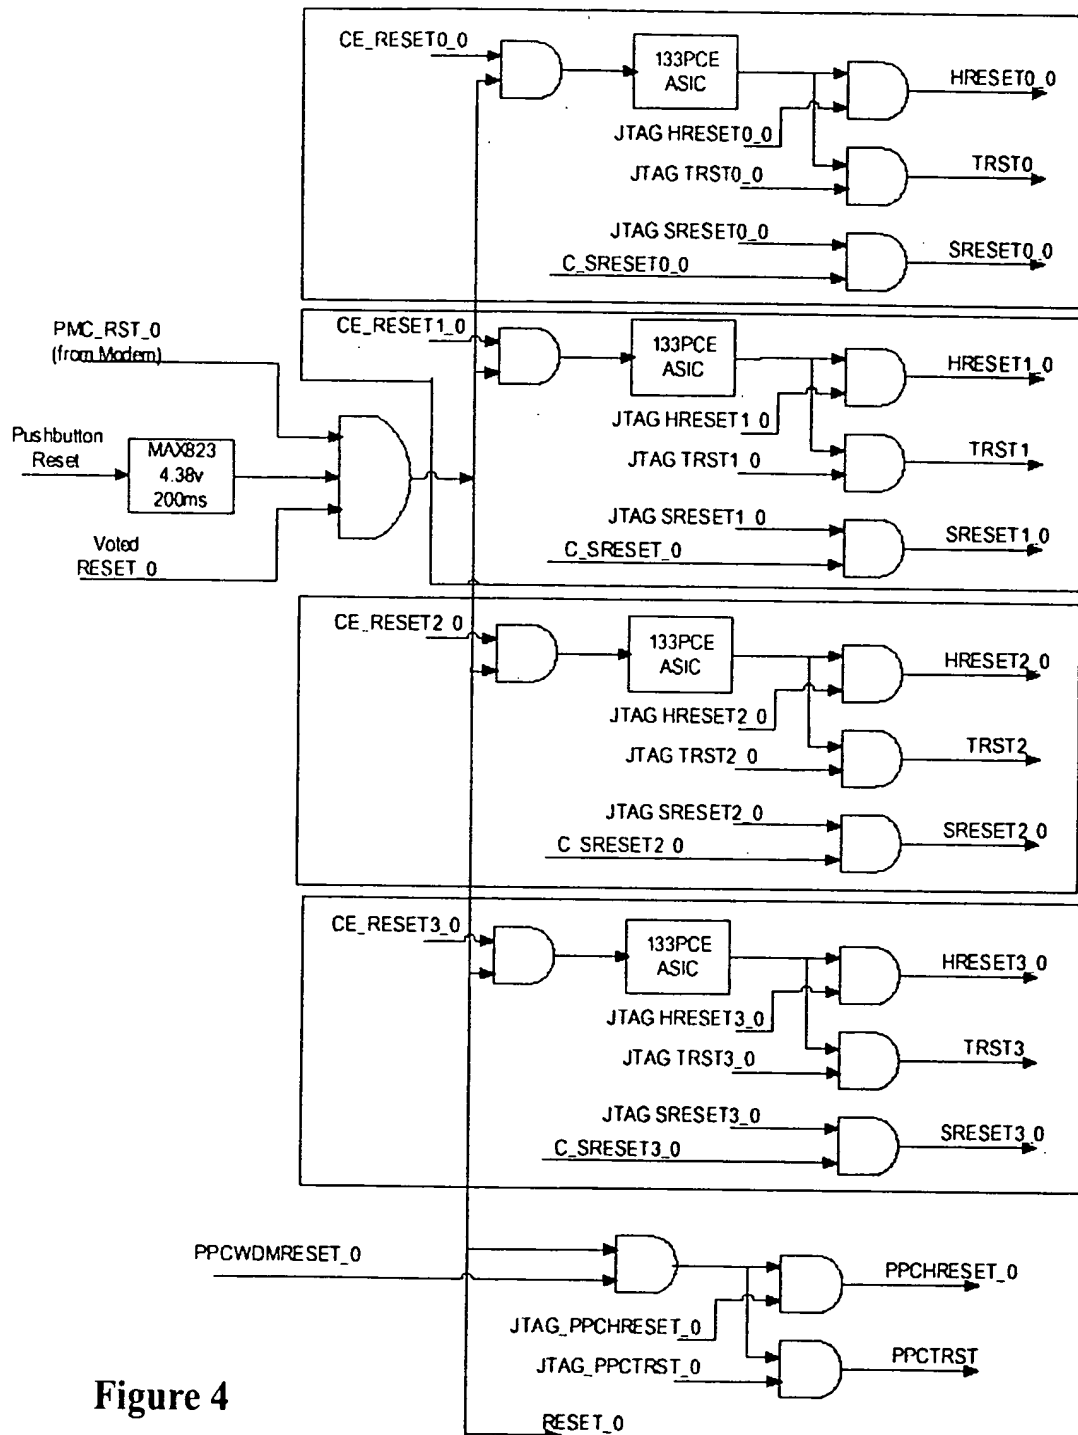 CE_RESET0_0
133PCE
ASIC
HRESET0_0
JTAG HRESET0_0
JTAG TRST0_0
TRST0
JTAG SRESET0_0
C_SRESET0_0
SRESET0_0
PMC_RST_0
(from Modem)
Pushbutton
Reset
MAX823
4.38v
200ms
Voted
RESET_0
CE_RESET1_0
133PCE
ASIC
HRESET1_0
JTAG HRESET1_0
JTAG TRST1_0
TRST1
JTAG SRESET1_0
C_SRESET_0
SRESET1_0
CE_RESET2_0
133PCE
ASIC
HRESET2_0
JTAG HRESET2_0
JTAG TRST2_0
TRST2
JTAG SRESET2_0
C_SRESET2_0
SRESET2_0
CE_RESET3_0
133PCE
ASIC
HRESET3_0
JTAG HRESET3_0
JTAG TRST3_0
TRST3
JTAG SRESET3_0
C_SRESET3_0
SRESET3_0
PPCWDMRESET_0
PPCHRESET_0
JTAG_PPCHRESET_0
JTAG_PPCTRST_0
PPCTRST
RESET_0
Figure 4